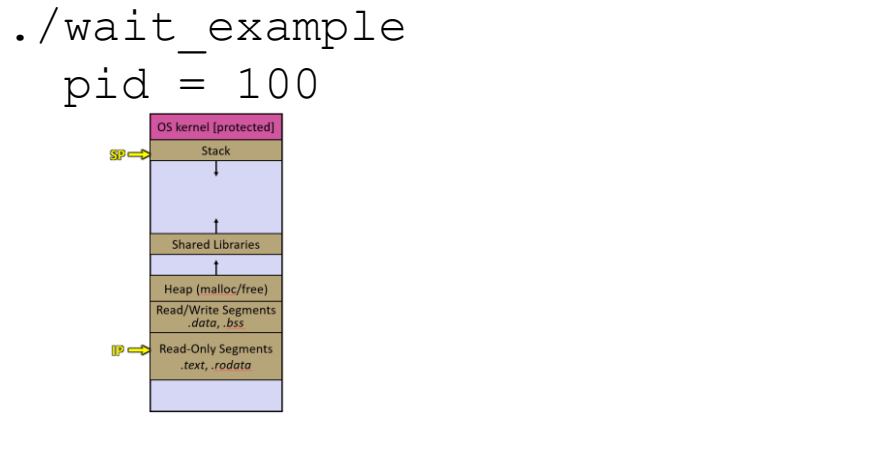 ./wait_example
pid = 100
OS kernel [protected]
SP
Stack
Shared Libraries
Heap (malloc/free)
Read/Write Segments
.data, .bss
IP
Read-Only Segments
.text, .rodata